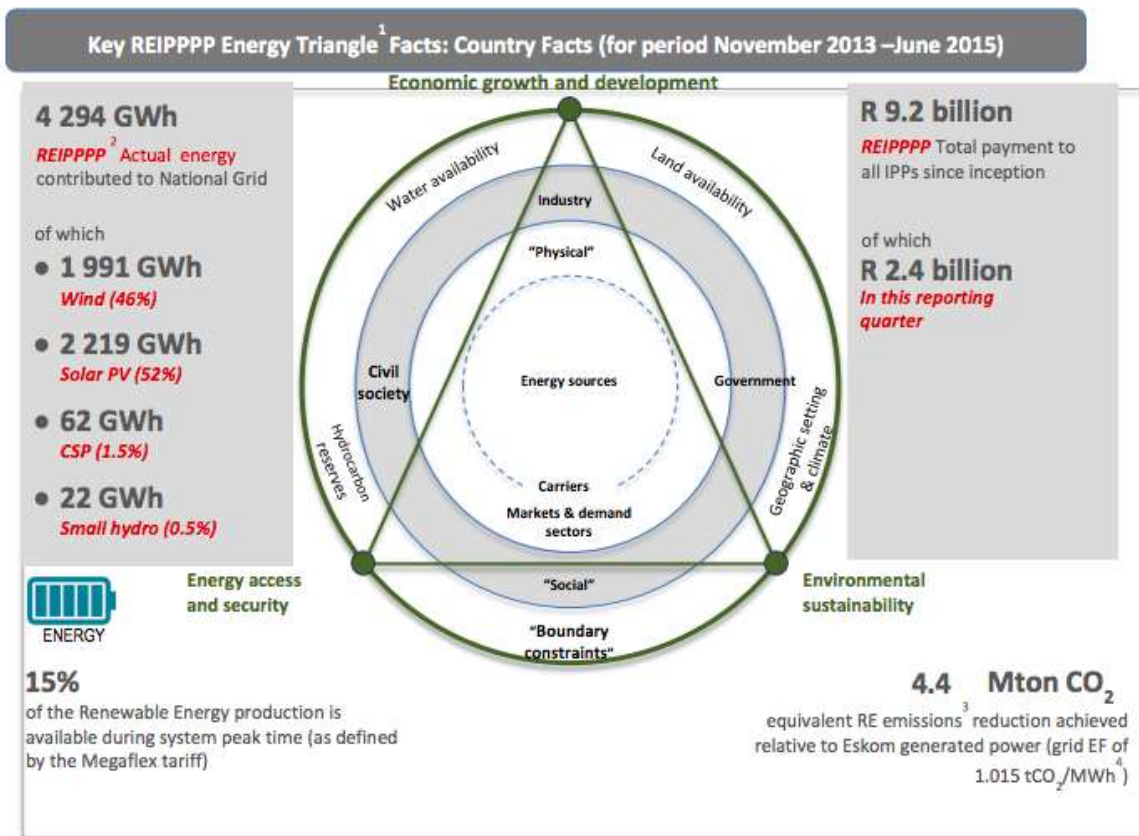 Key REIPPPP Energy Triangle1 Facts: Country Facts (for period November 2013 –June 2015)
Economic growth and development
4 294 GWh
REIPPPP 2 Actual energy
contributed to National Grid
of which
• 1 991 GWh
Wind (46%)
• 2 219 GWh
Solar PV (52%)
• 62 GWh
CSP (1.5%)
• 22 GWh
Small hydro (0.5%)
Water availability
Land availability
Industry
"Physical"
Civil
society
Energy sources
Government
Hydrocarbon
reserves
Geographic setting
& climate
Carriers
Markets & demand
sectors
"Social"
"Boundary
constraints"
R 9.2 billion
REIPPPP Total payment to
all IPPs since inception
of which
R 2.4 billion
In this reporting
quarter
Energy access
and security
Environmental
sustainability
ENERGY
15%
of the Renewable Energy production is
available during system peak time (as defined
by the Megaflex tariff)
4.4 Mton CO2
equivalent RE emissions3 reduction achieved
relative to Eskom generated power (grid EF of
1.015 tCO2/MWh4)